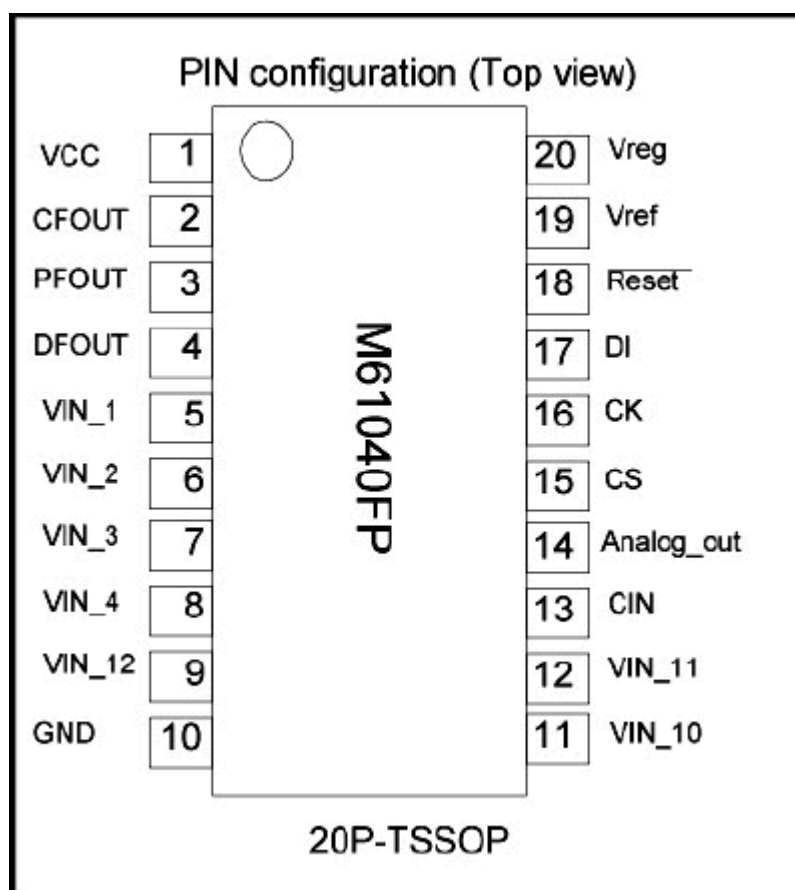 PIN configuration (Top view)
VCC 1 20 Vreg
CFOUT 2 19 Vref
PFOUT 3 18 Reset
DFOUT 4 17 DI
VIN_1 5 16 CK
VIN_2 6 15 CS
VIN_3 7 14 Analog_out
VIN_4 8 13 CIN
VIN_12 9 12 VIN_11
GND 10 11 VIN_10
M61040FP
20P-TSSOP